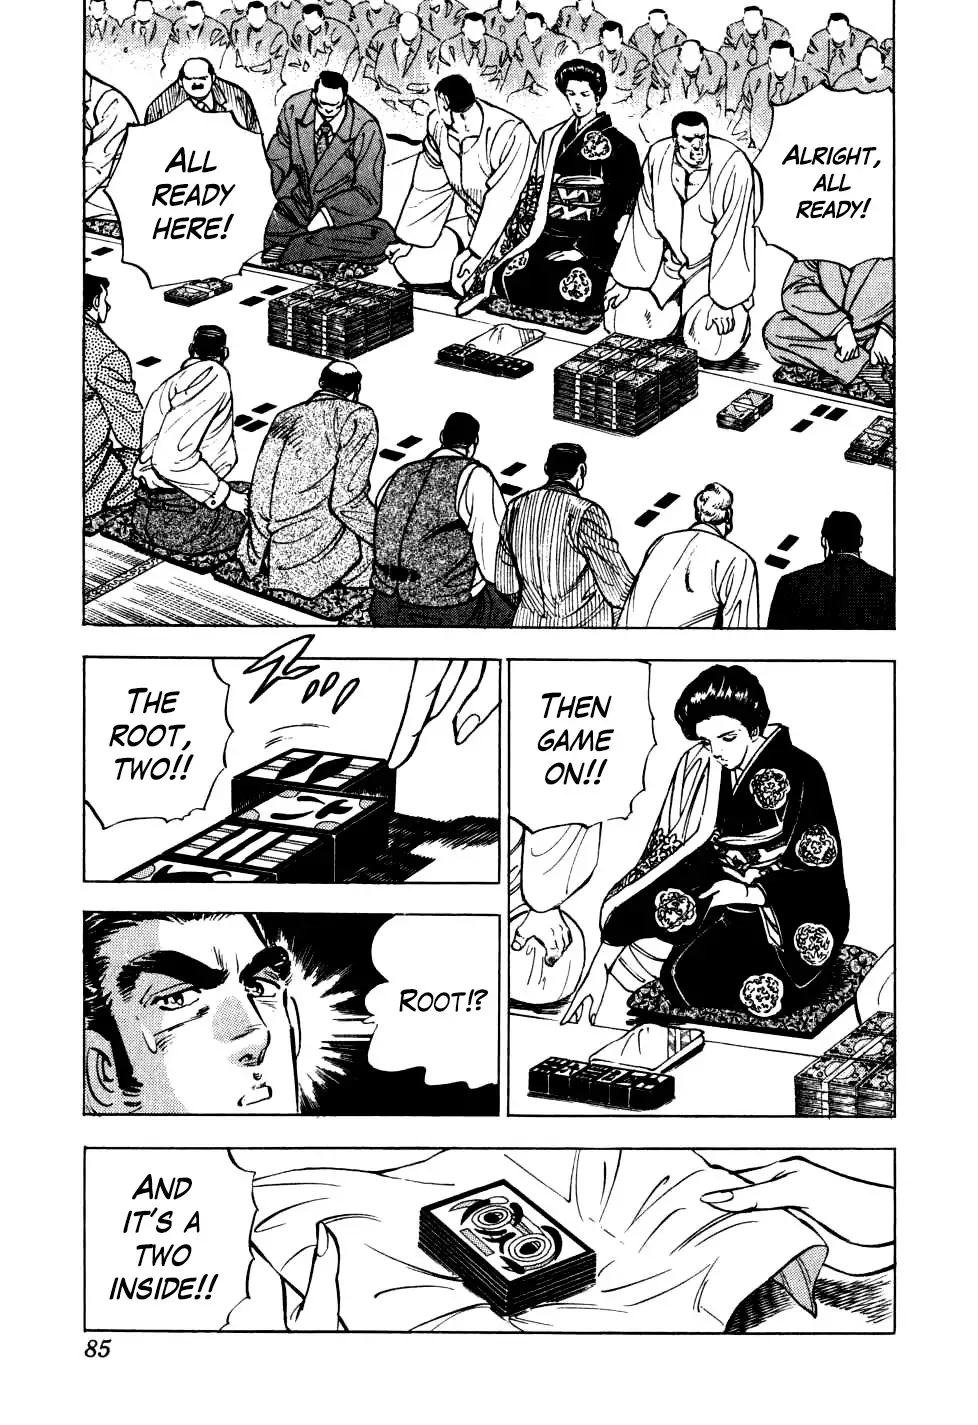 ALRIGHT,
ALL
READY!
ALL
READY
HERE!
THEN
GAME
ON!!
THE
ROOT,
TWO!!
ROOT!?
AND
IT'S A
TWO
INSIDE!!
85